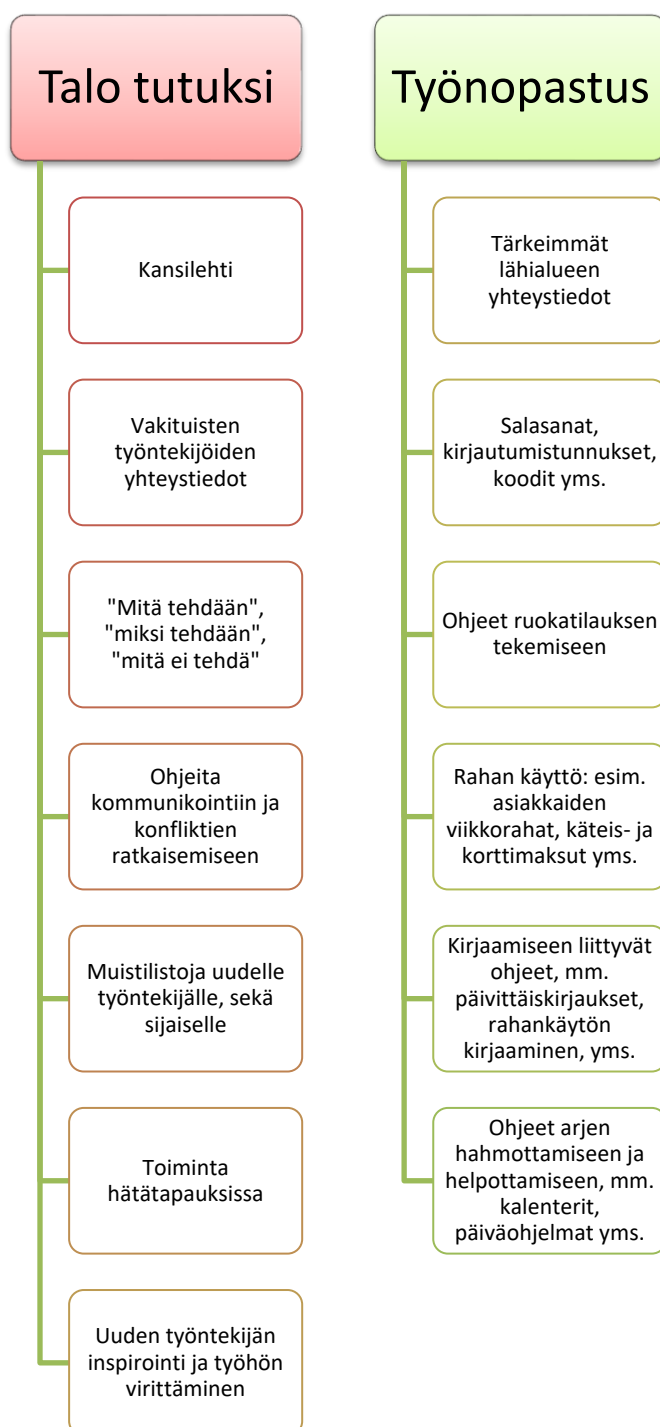 Talo tutuksi
Kansilehti
Vakituisten
työntekijöiden
yhteystiedot
"Mitä tehdään",
"miksi tehdään",
"mitä ei tehdä"
Ohjeita
kommunikointiin ja
konfliktien
ratkaisemiseen
Muistilistoja uudelle
työntekijälle, sekä
sijaiselle
Toiminta
hätätapauksissa
Uuden työntekijän
inspirointi ja työhön
virittäminen
Työnopastus
Tärkeimmät
lähialueen
yhteystiedot
Salasanat,
kirjautumistunnukset,
koodit yms.
Ohjeet ruokatilauksen
tekemiseen
Rahan käyttö: esim.
asiakkaiden
viikkorahat, käteis- ja
korttimaksut yms.
Kirjaamiseen liittyvät
ohjeet, mm.
päivittäiskirjaukset,
rahankäytön
kirjaaminen, yms.
Ohjeet arjen
hahmottamiseen ja
helpottamiseen, mm.
kalenterit,
päiväohjelmat yms.